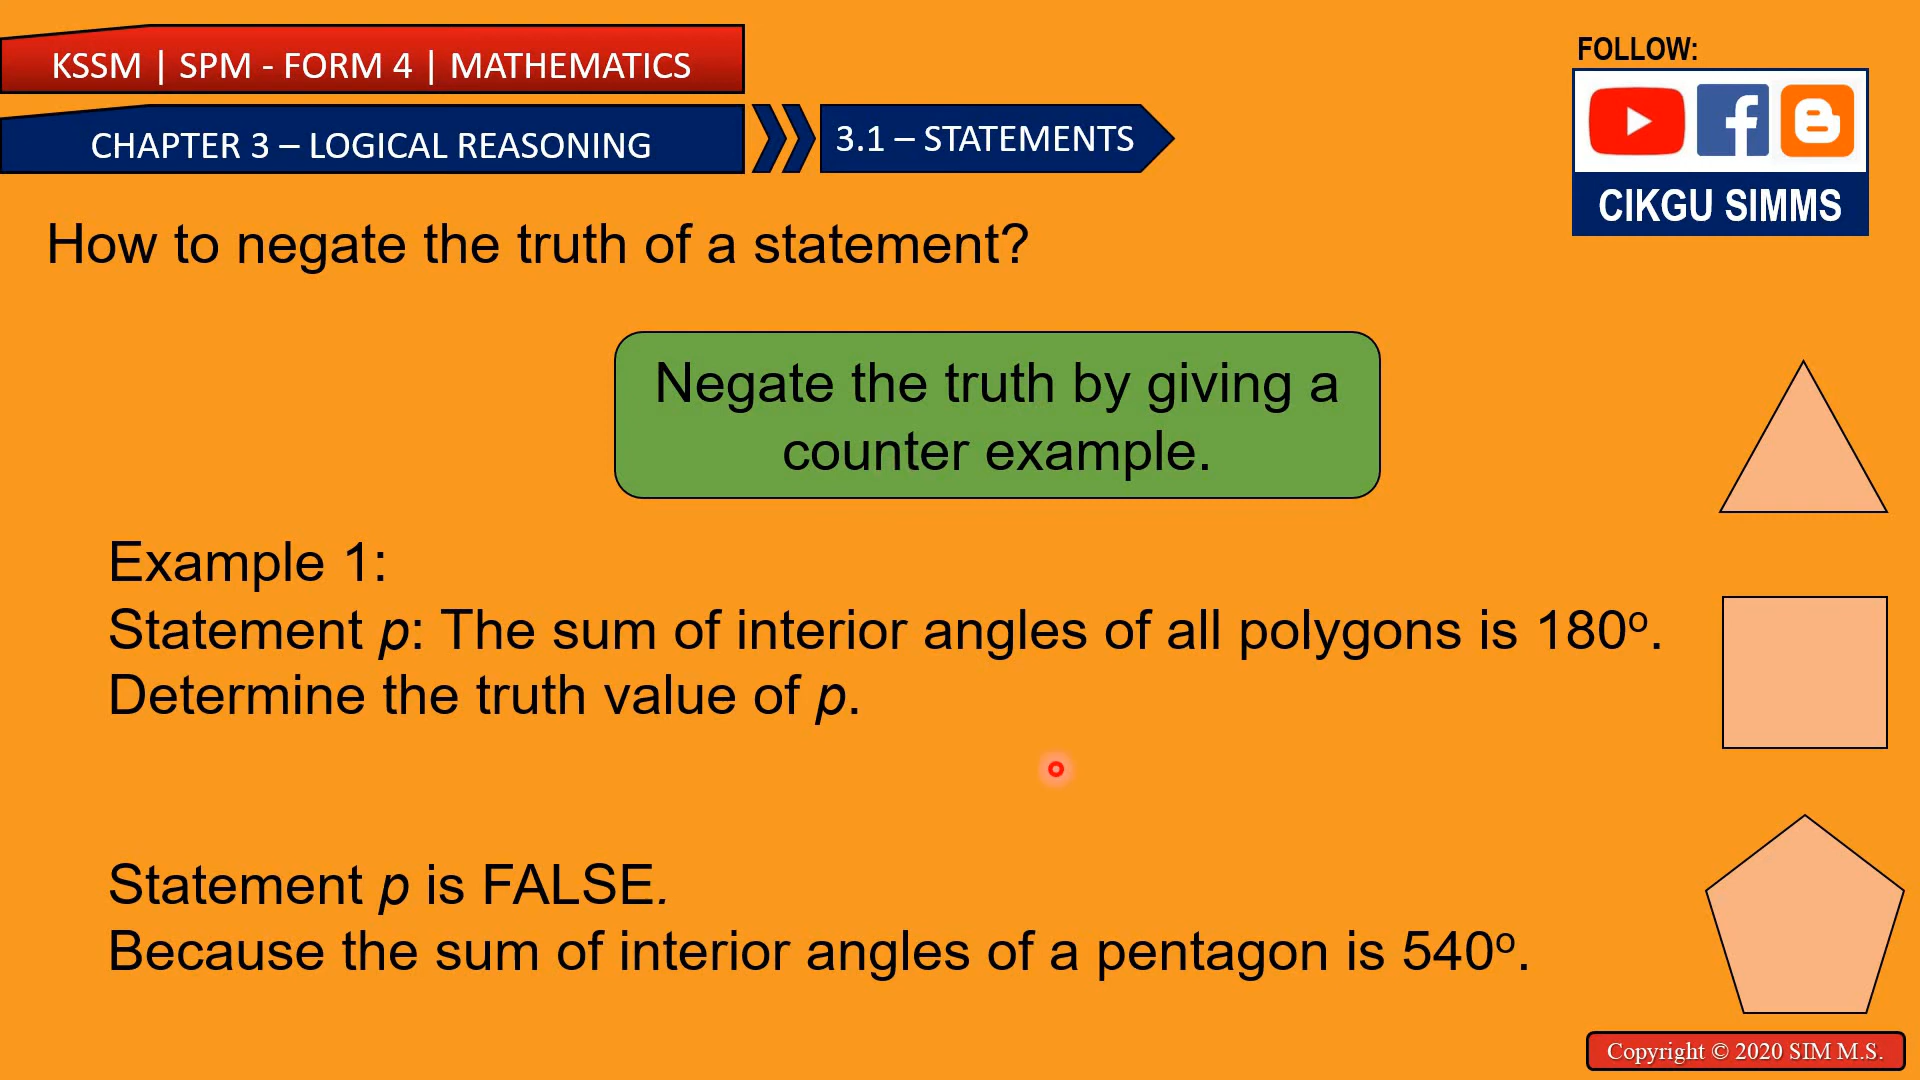 KSSM | SPM - FORM 4 | MATHEMATICS
CHAPTER 3 – LOGICAL REASONING
3.1 – STATEMENTS
FOLLOW:
CIKGU SIMMS
How to negate the truth of a statement?
Negate the truth by giving a
counter example.
Example 1:
Statement p: The sum of interior angles of all polygons is 180º.
Determine the truth value of p.
Statement p is FALSE.
Because the sum of interior angles of a pentagon is 540º.
Copyright © 2020 SIM M.S.